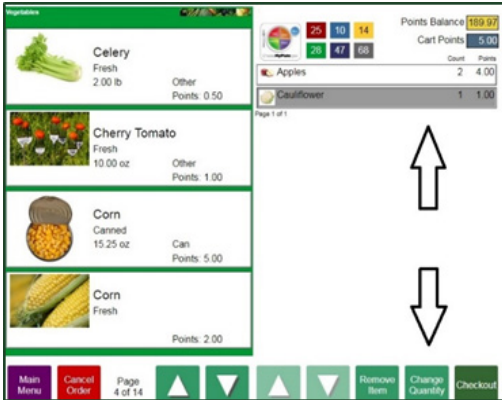 Vegetables
Celery
Fresh
2.00 lb Other
Points: 0.50
Cherry Tomato
Fresh
10.00 oz Other
Points: 1.00
Corn
Canned
15.25 oz Can
Points: 5.00
Corn
Fresh
Points: 2.00
25 10 14
28 47 68
Points Balance 189.97
Cart Points 5.00
Count Points
Apples 2 4.00
Cauliflower 1 1.00
Page 1 of 1
Main Menu
Cancel Order
Page 4 of 14
Remove Item
Change Quantity
Checkout